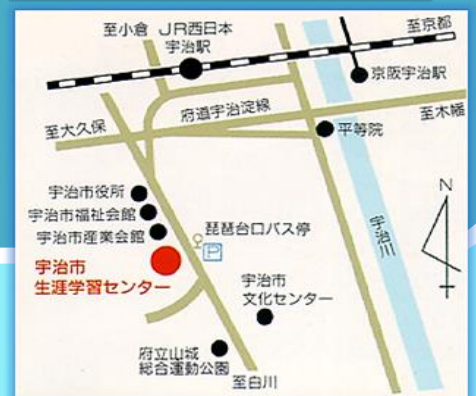 至小倉 JR西日本
宇治駅
至京都
京阪宇治駅
府道宇治淀線
至木幡
至大久保
平等院
宇治市役所
宇治市福祉会館
宇治市産業会館
琵琶台口バス停
P
宇治川
N
宇治市
生涯学習センター
宇治市
文化センター
府立山城
総合運動公園
至白川